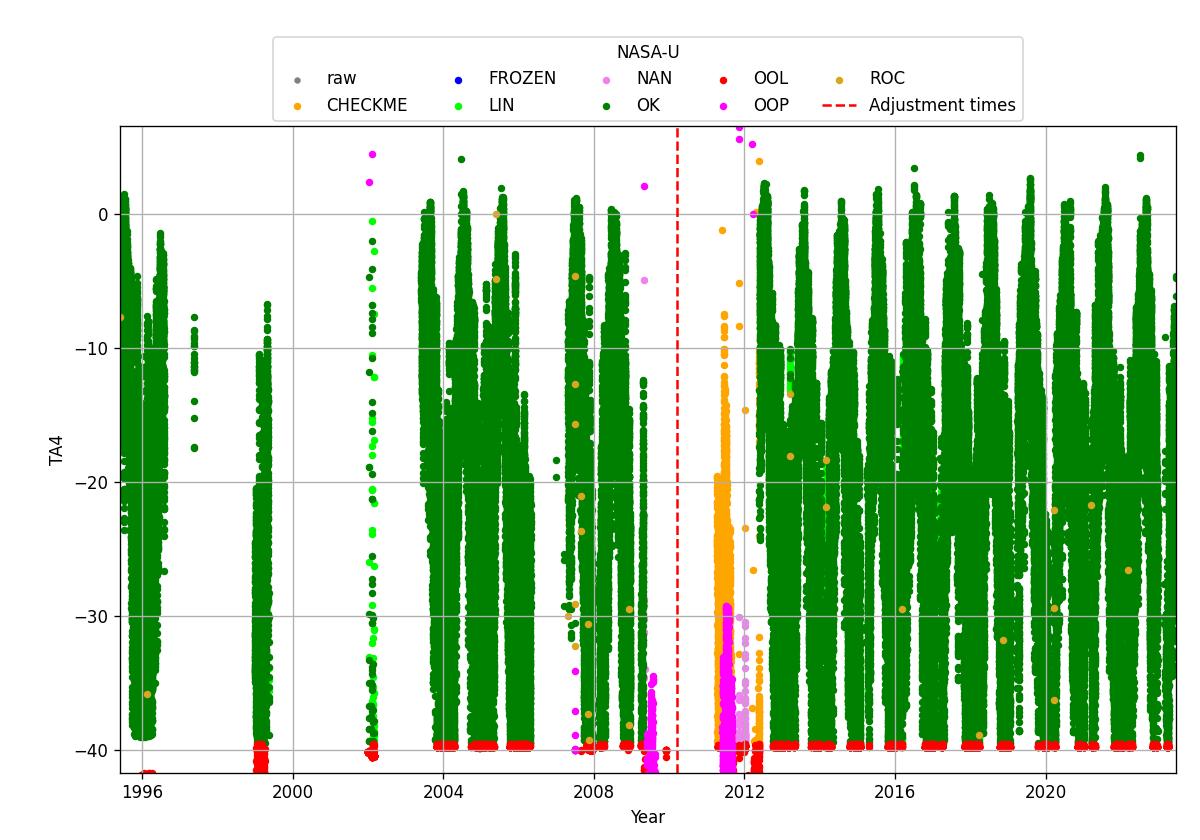 NASA-U
raw FROZEN NAN OOL ROC
CHECKME LIN OK OOP Adjustment times
0
−10
−20
−30
−40
TA4
1996 2000 2004 2008 2012 2016 2020
Year